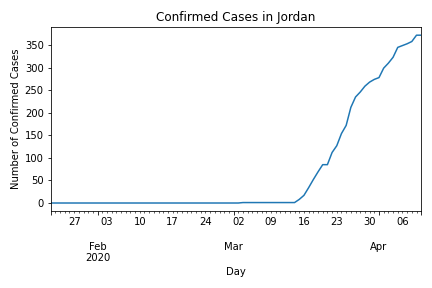 Confirmed Cases in Jordan
Number of Confirmed Cases
350
300
250
200
150
100
50
0
27 03 10 17 24 02 09 16 23 30 06
Feb Mar Apr
2020
Day